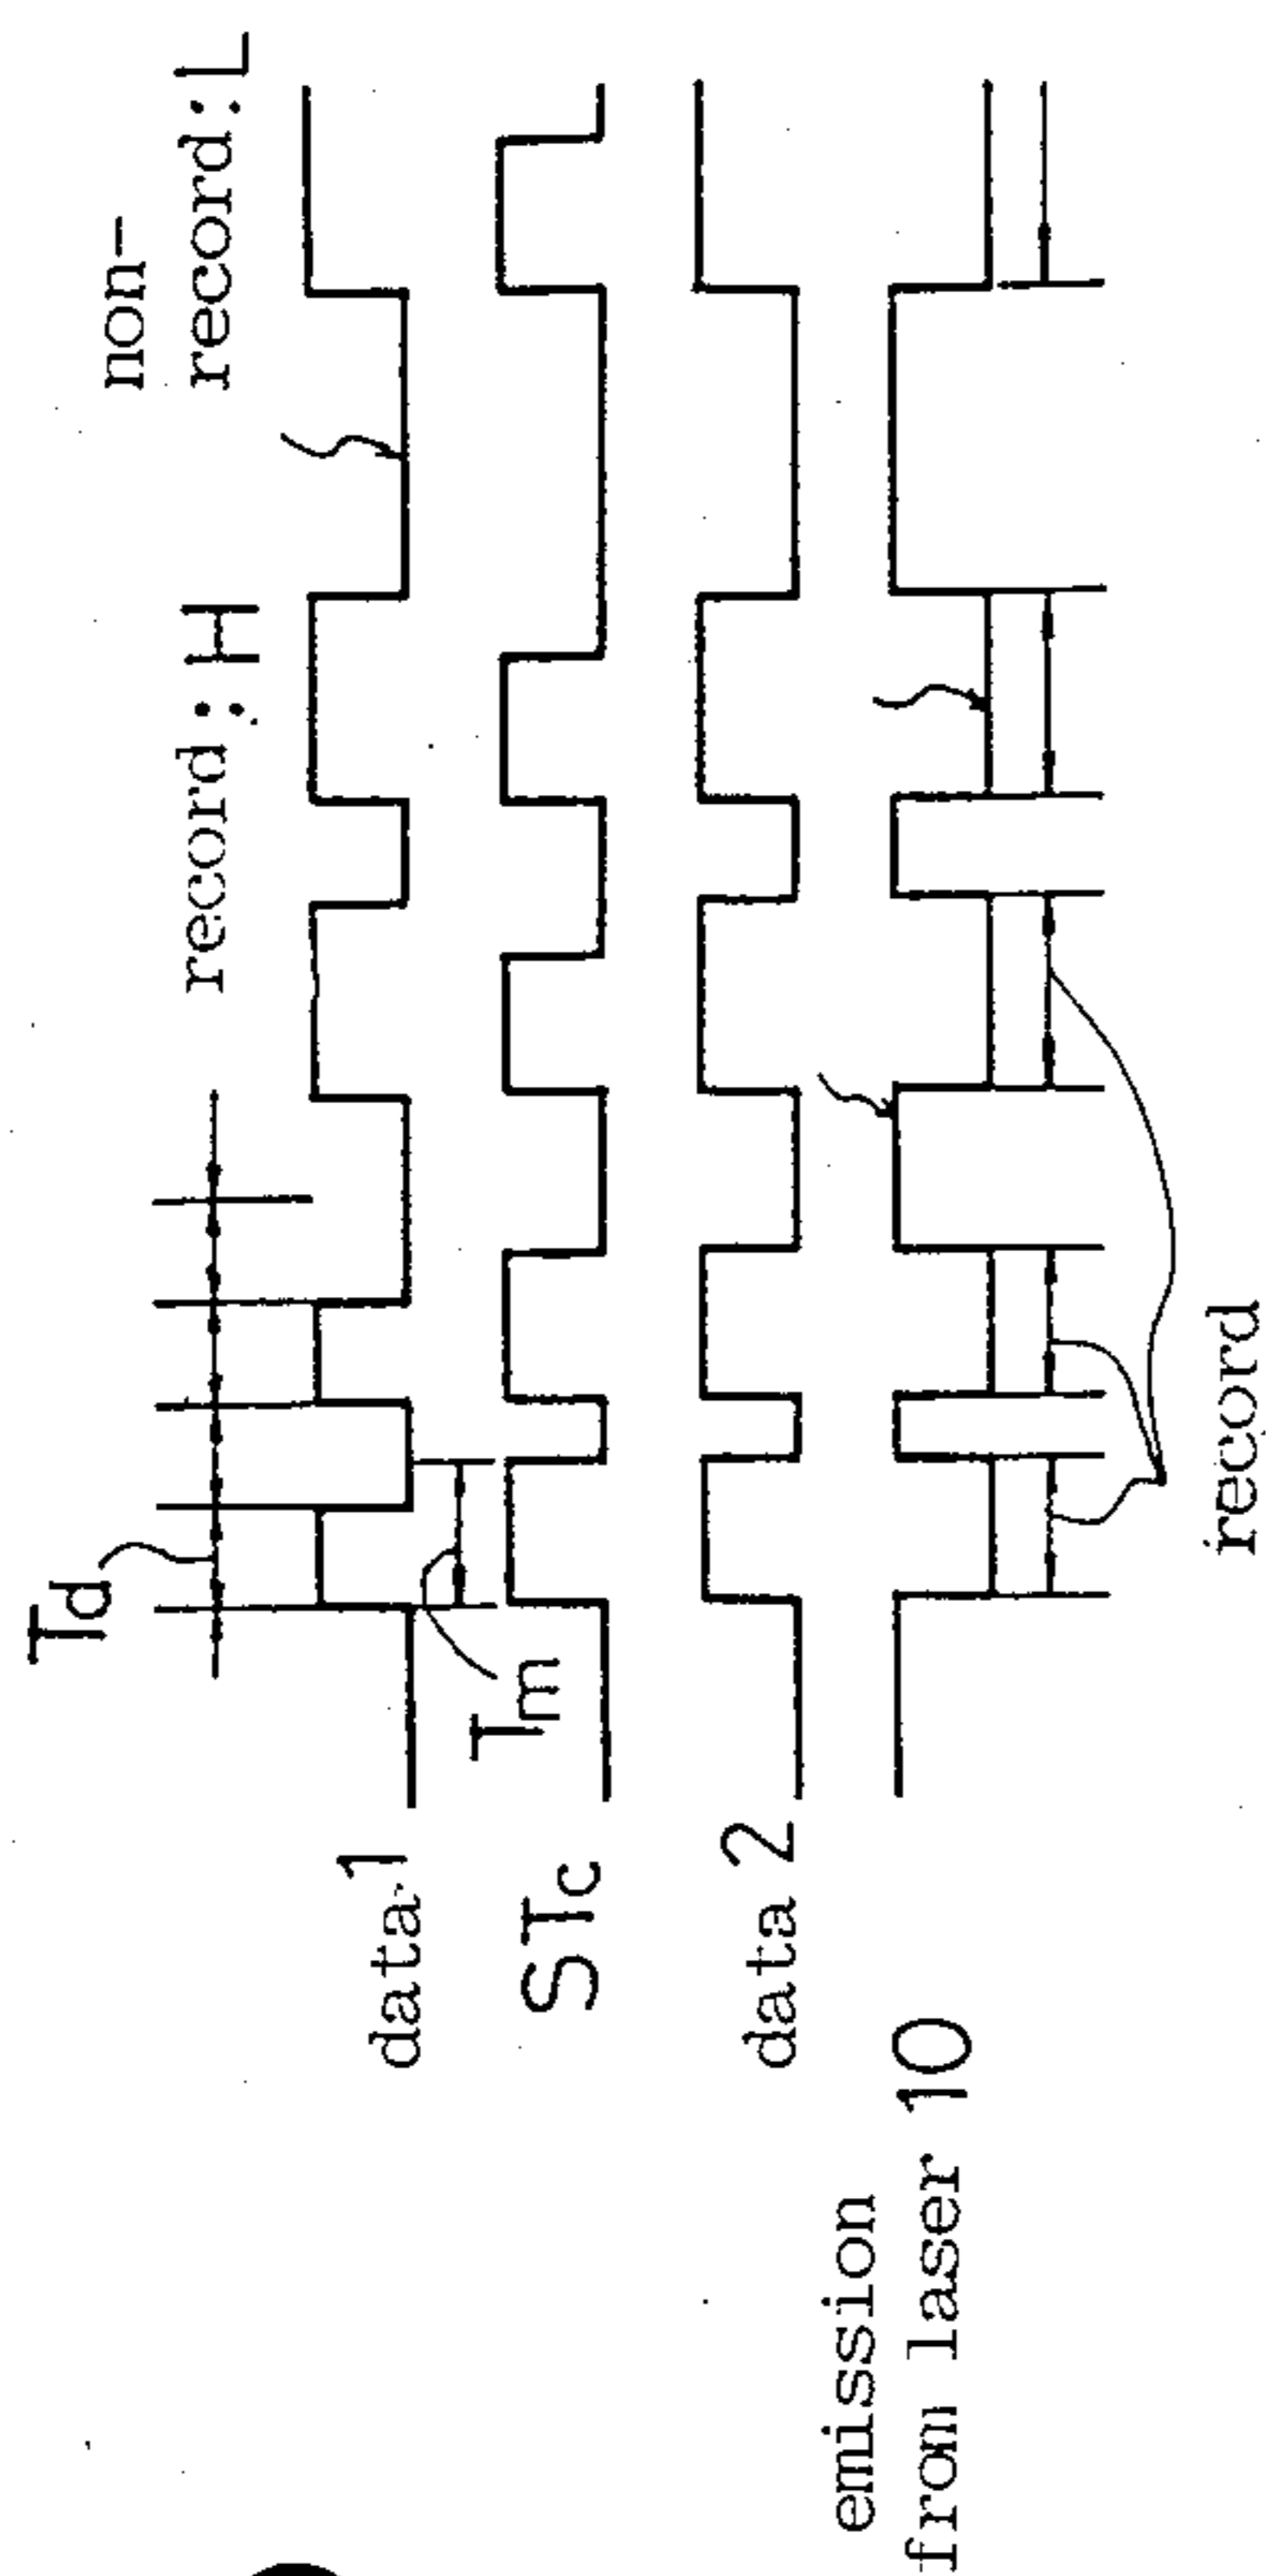 Td
record:H
non-
record:L
data 1
Tm
STc
data 2
emission
from laser 10
record